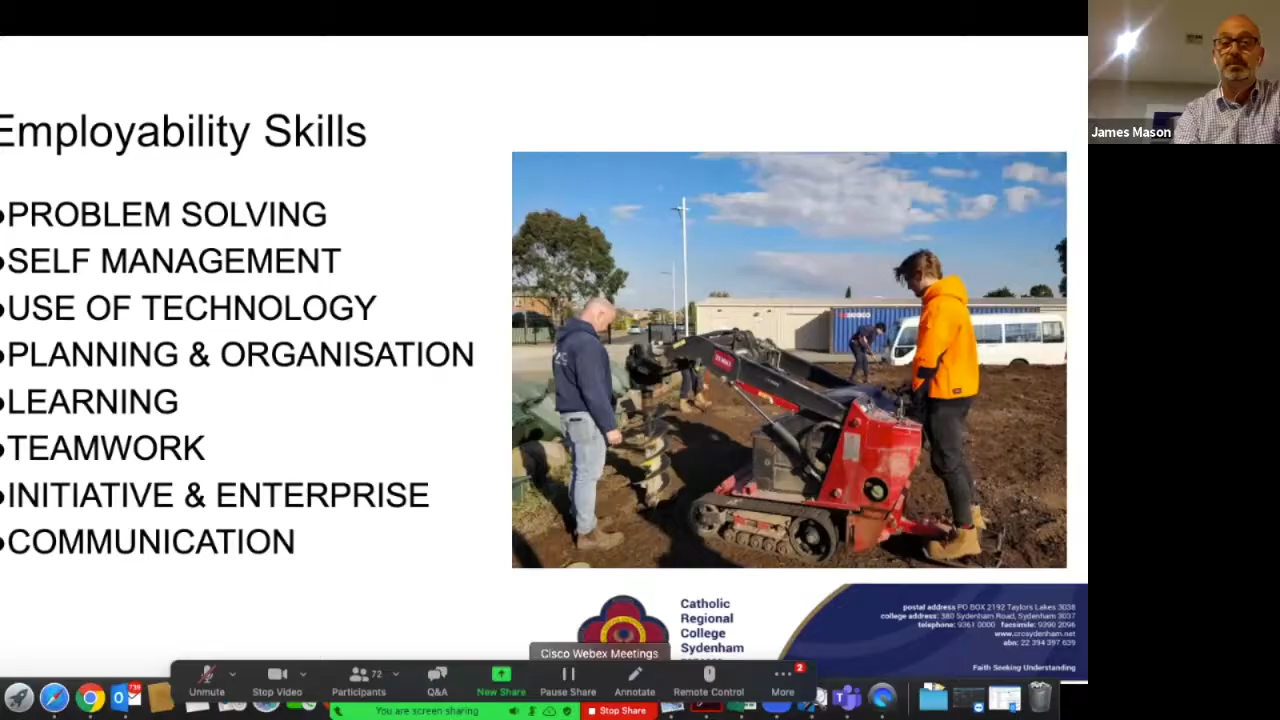 Employability Skills
•PROBLEM SOLVING
•SELF MANAGEMENT
•USE OF TECHNOLOGY
•PLANNING & ORGANISATION
•LEARNING
•TEAMWORK
•INITIATIVE & ENTERPRISE
•COMMUNICATION
James Mason
Catholic
Regional
College
Sydenham
postal address PO BOX 2192 Taylors Lakes 3038
college address: 380 Sydenham Road, Sydenham 3037
telephone: 9361 0000 facsimile: 9390 2096
www.crcsydenham.net
abn: 22 394 397 639
Faith Seeking Understanding
Cisco Webex Meetings
72
2
Unmute
Stop Video
Participants
Q&A
New Share
Pause Share
Annotate
Remote Control
More
You are screen sharing
Stop Share